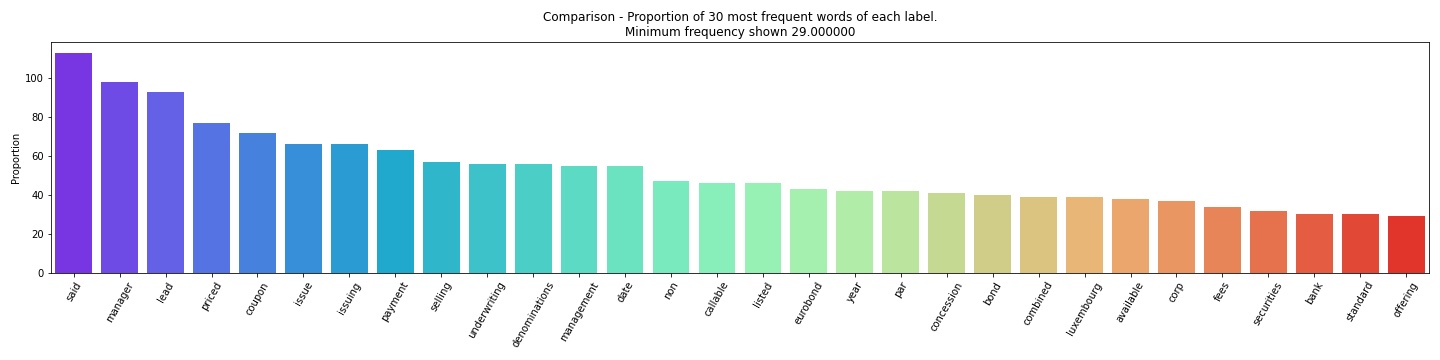 Comparison - Proportion of 30 most frequent words of each label.
Minimum frequency shown 29.000000
Proportion
100
80
60
40
20
0
said
manager
lead
priced
coupon
issue
issuing
payment
selling
underwriting
denominations
management
date
non
callable
listed
eurobond
year
par
concession
bond
combined
luxembourg
available
corp
fees
securities
bank
standard
offering